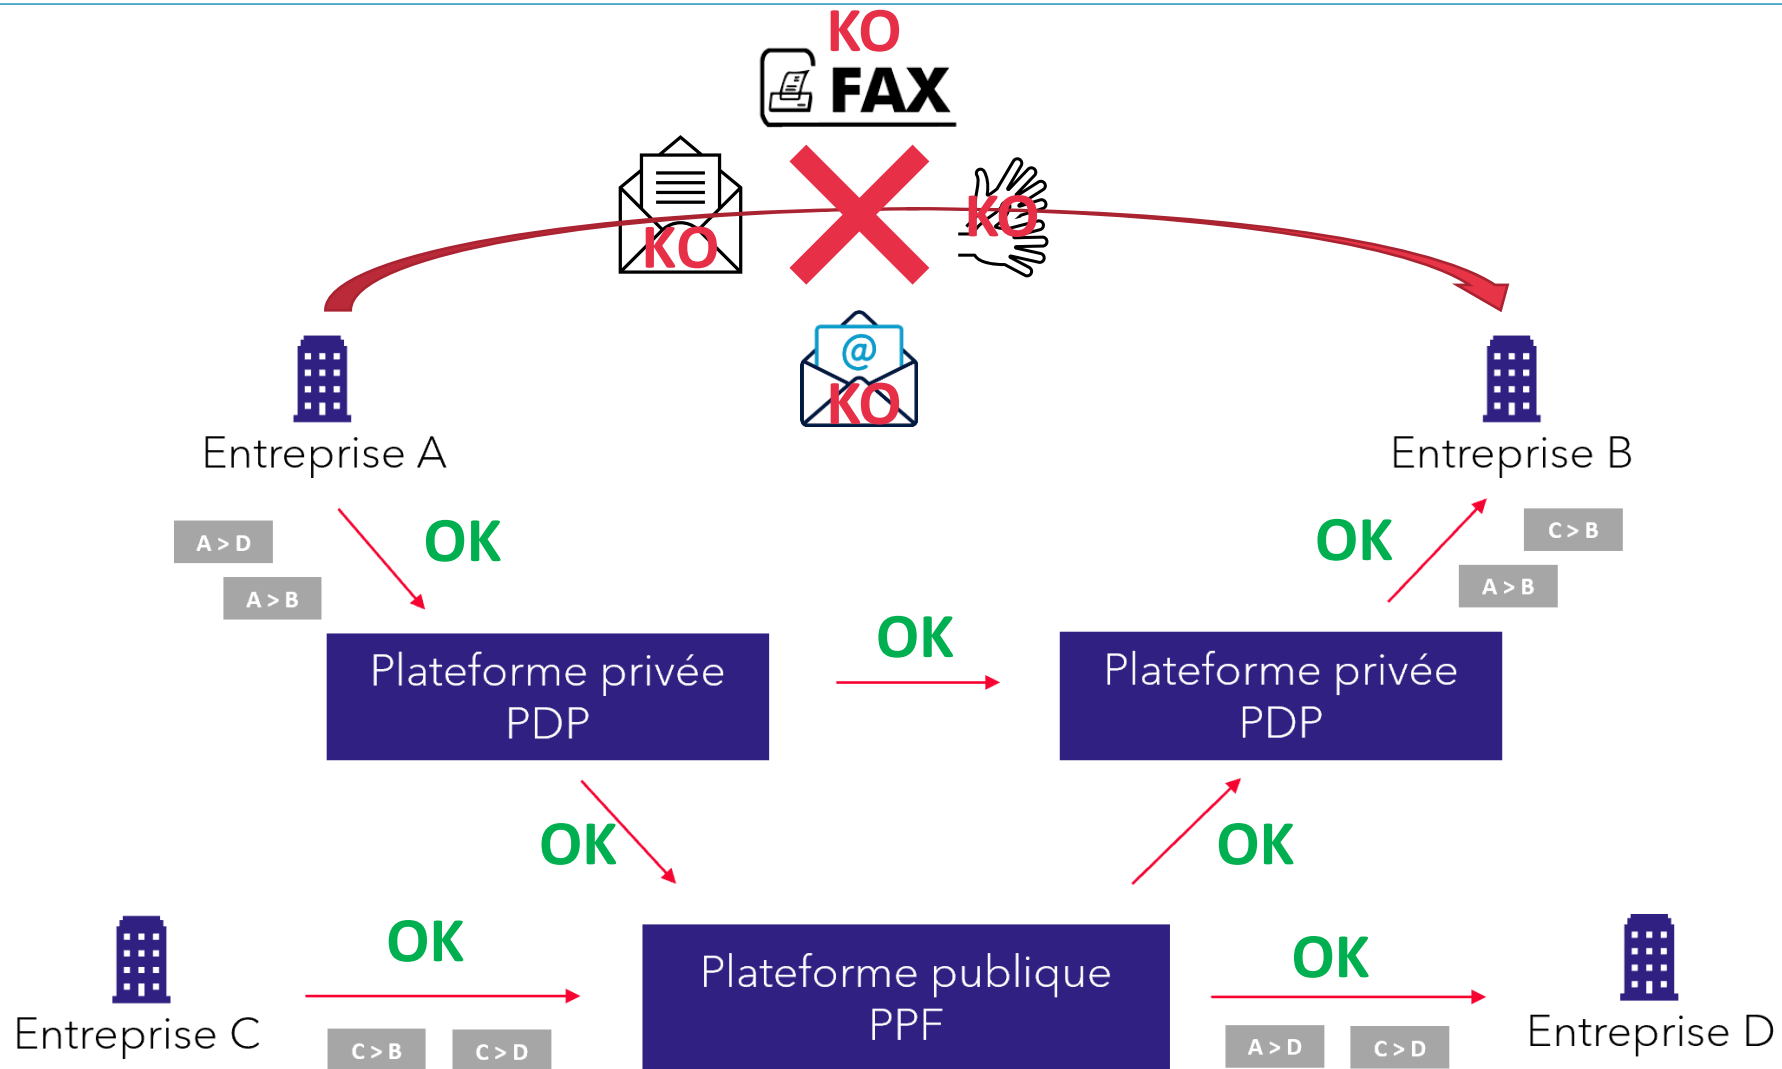 KO
FAX
KO
KO
@
KO
Entreprise A
Entreprise B
A > D
OK
OK
C > B
A > B
A > B
OK
Plateforme privée
PDP
Plateforme privée
PDP
OK
OK
OK
OK
Plateforme publique
PPF
Entreprise C
Entreprise D
C > B
C > D
A > D
C > D